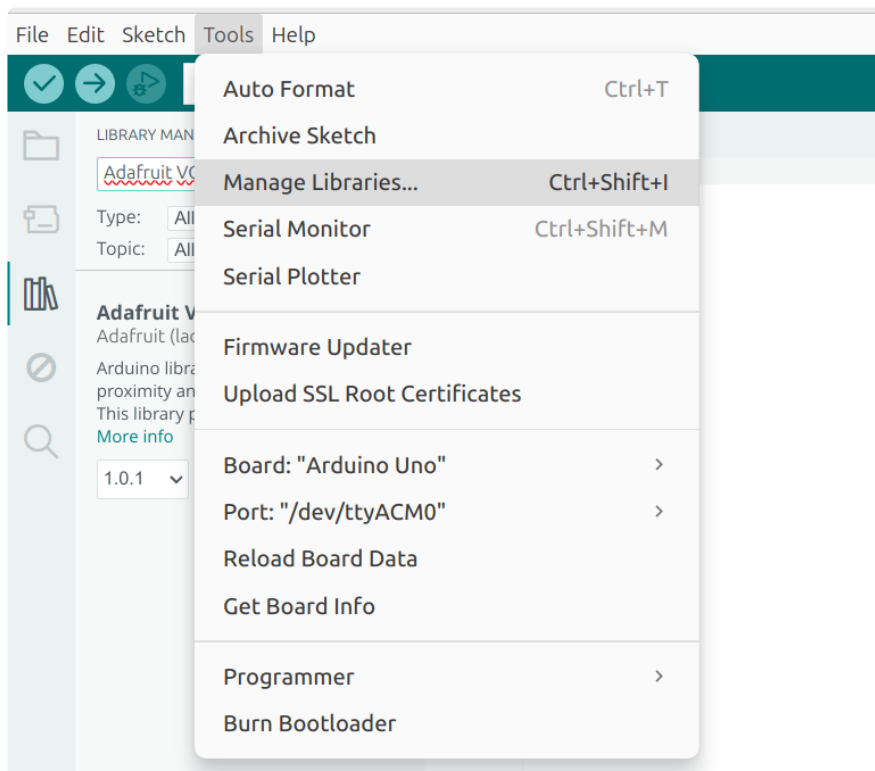 File Edit Sketch Tools Help
Auto Format Ctrl+T
Archive Sketch
Manage Libraries... Ctrl+Shift+I
Serial Monitor Ctrl+Shift+M
Serial Plotter
Firmware Updater
Upload SSL Root Certificates
Board: "Arduino Uno"
Port: "/dev/ttyACM0"
Reload Board Data
Get Board Info
Programmer
Burn Bootloader
LIBRARY MAN
Adafruit VC
Type: All
Topic: All
Adafruit V
Adafruit (lad
Arduino libra
proximity an
This library p
More info
1.0.1